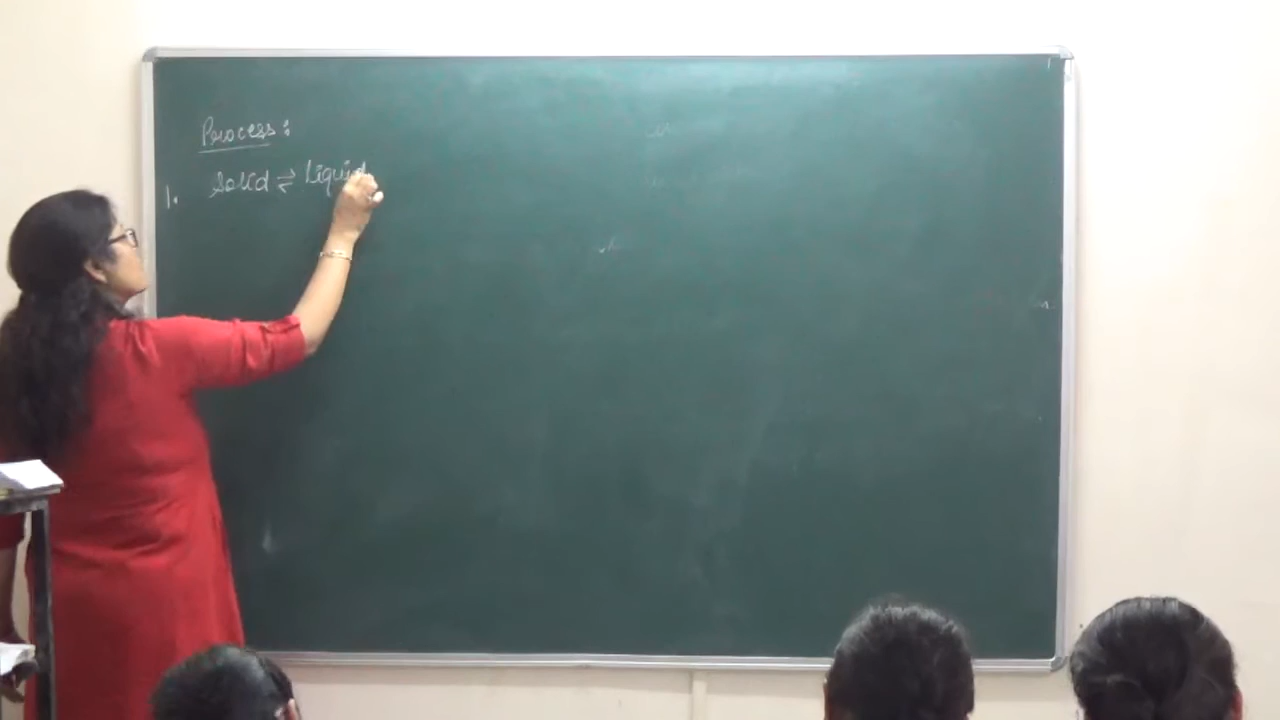 Process:
1. Solid ⇌ Liquid